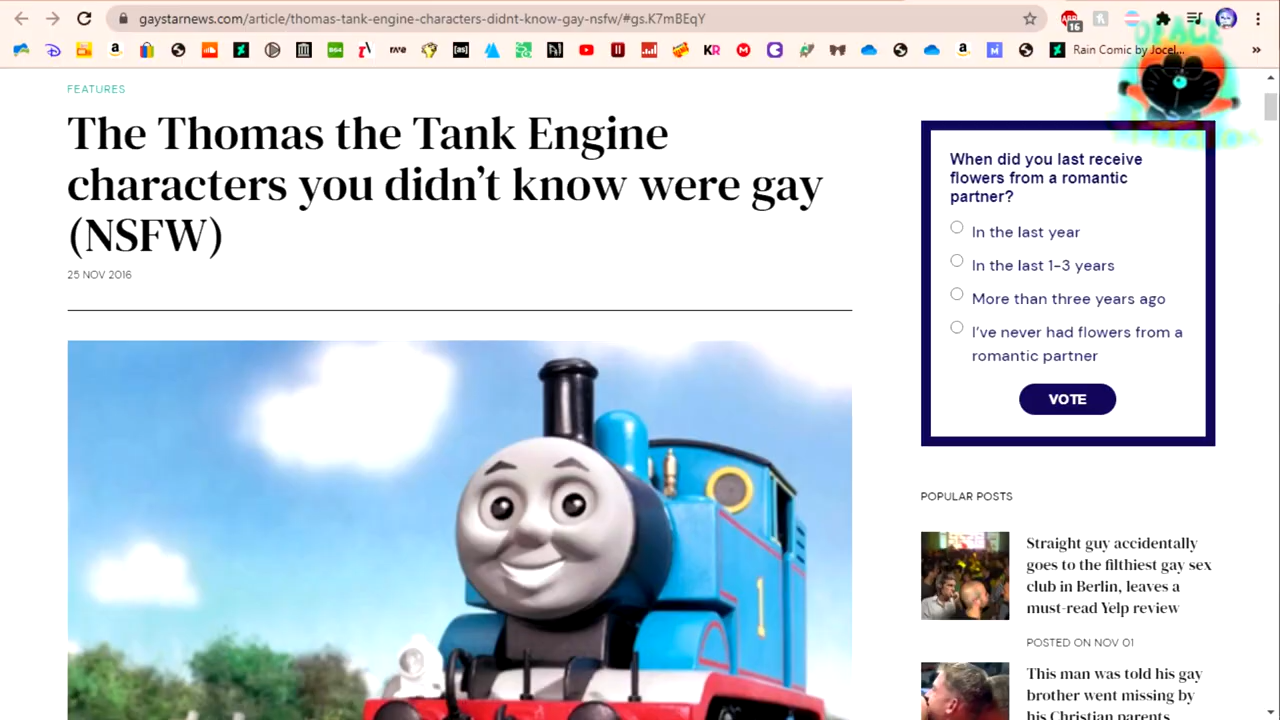 gaystarnews.com/article/thomas-tank-engine-characters-didnt-know-gay-nsfw/#gs.K7mBEqY
16
Rain Comic by Jocel...
FEATURES
The Thomas the Tank Engine
characters you didn't know were gay
(NSFW)
25 NOV 2016
1
When did you last receive
flowers from a romantic
partner?
In the last year
In the last 1-3 years
More than three years ago
I've never had flowers from a
romantic partner
VOTE
POPULAR POSTS
Straight guy accidentally
goes to the filthiest gay sex
club in Berlin, leaves a
must-read Yelp review
POSTED ON NOV 01
This man was told his gay
brother went missing by
his Christian parents